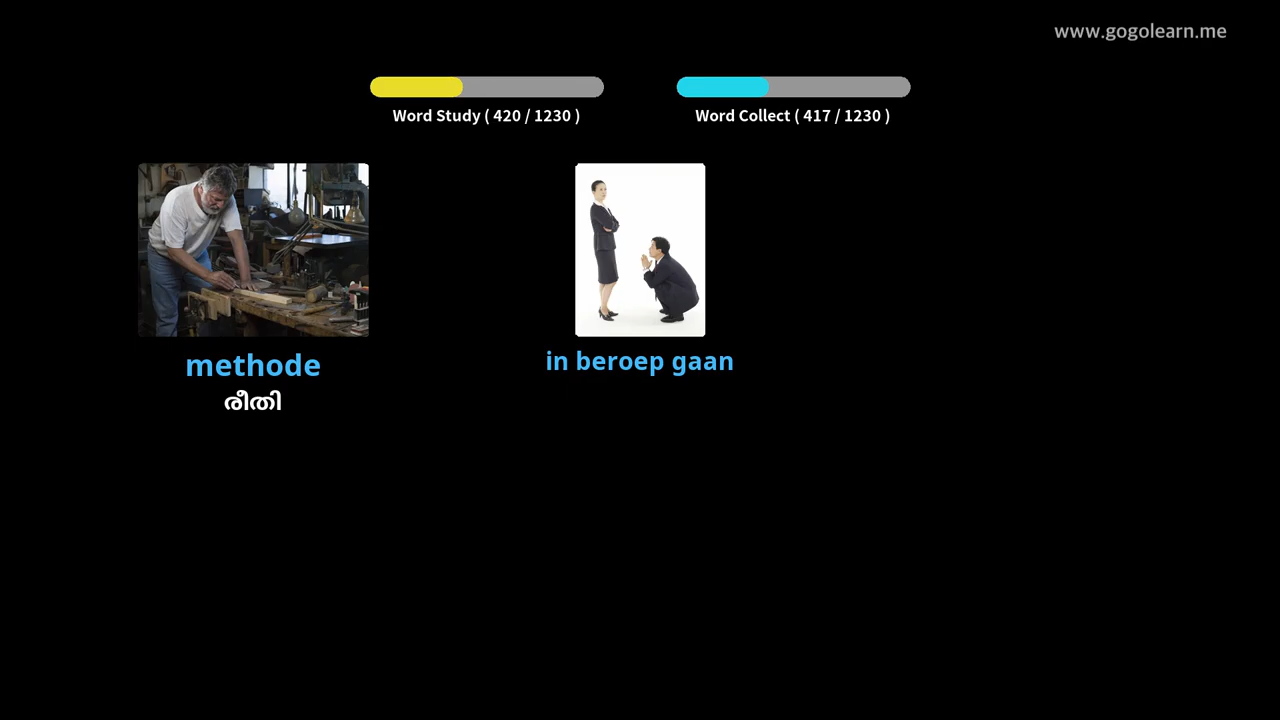 www.gogolearn.me
Word Study ( 420 / 1230 )
Word Collect ( 417 / 1230 )
methode
രീതി
in beroep gaan